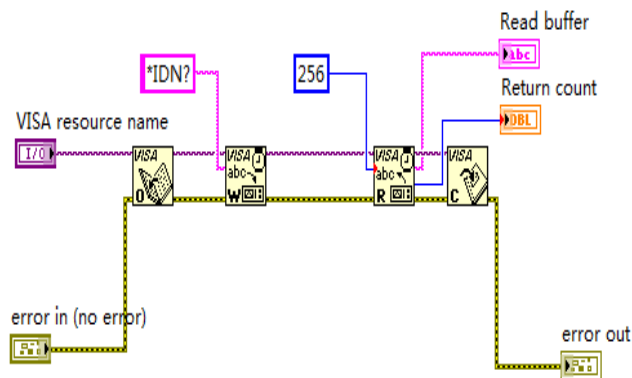 Read buffer
abc
*IDN?
256
Return count
DBL
VISA resource name
I/O
VISA
O
VISA
abc
W
VISA
abc
R
VISA
C
error in (no error)
error out